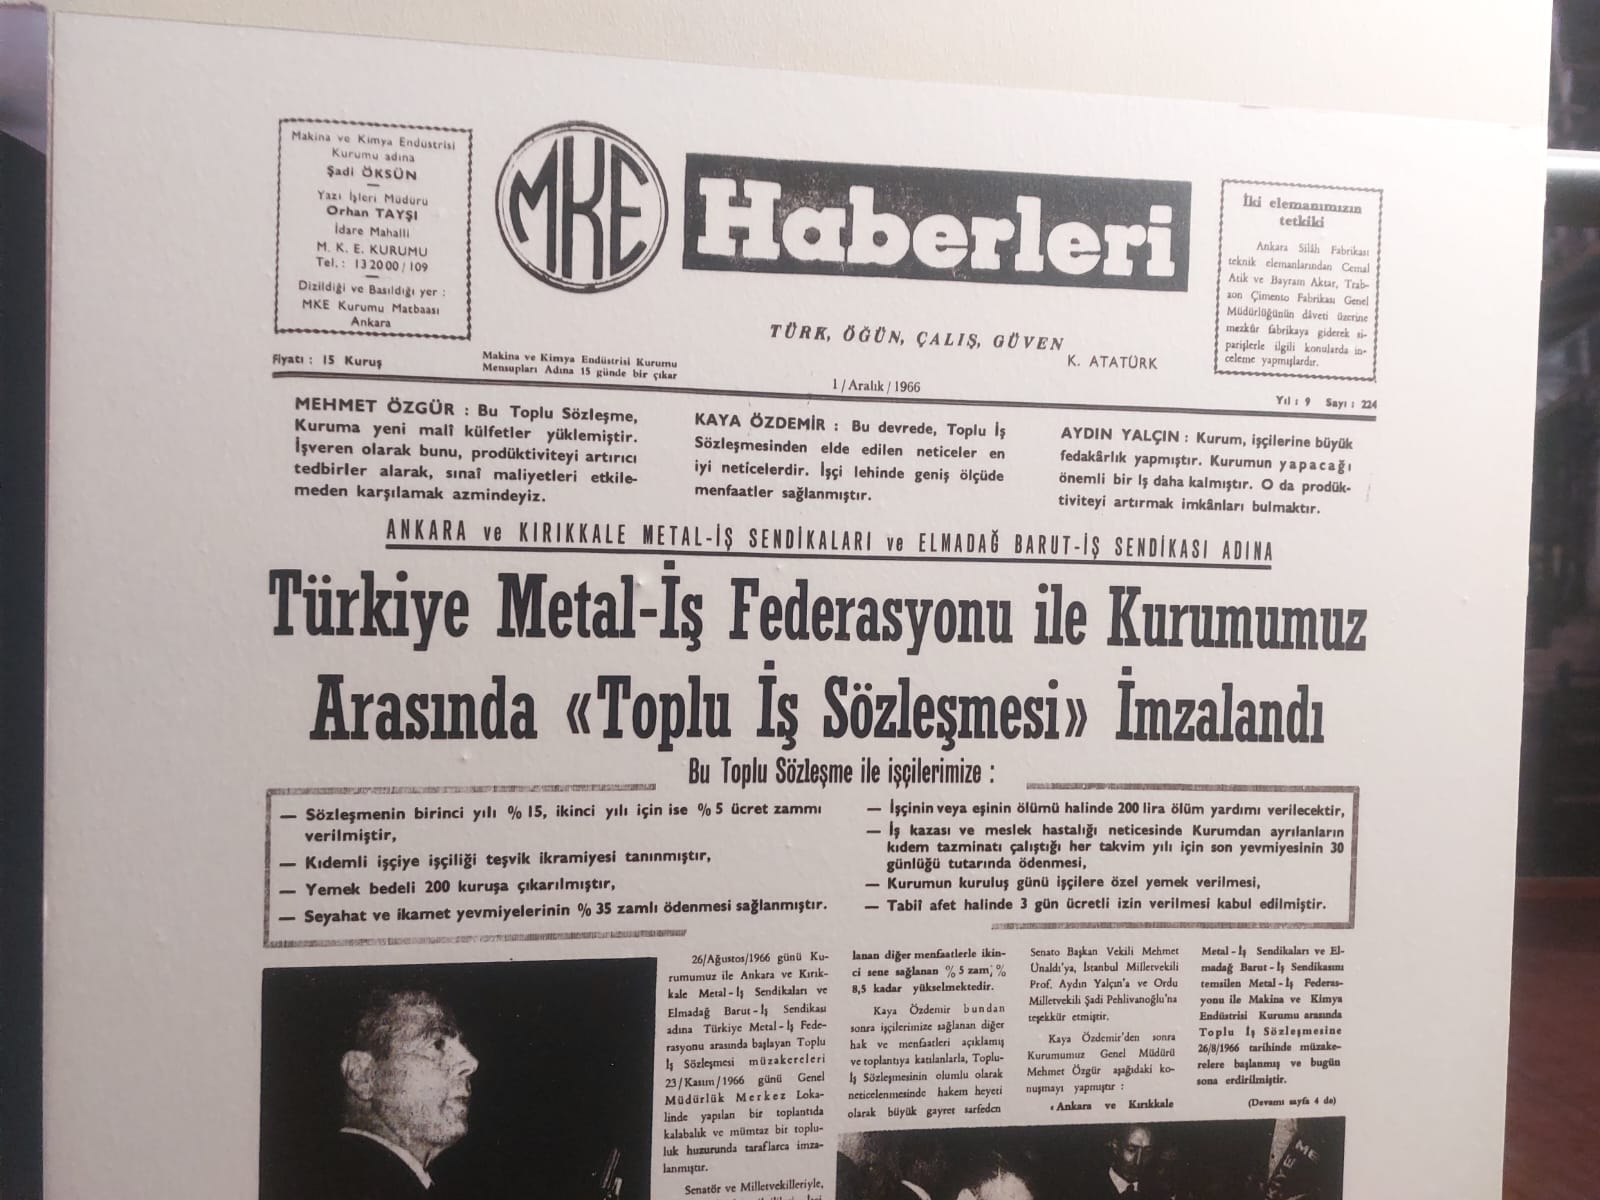 Makina ve Kimya Endustrisi
Kurumu adına
Şadi ÖKSÜN
Yazı İşleri Müdürü
Orhan TAYŞI
İdare Mahalli
M. K. E. KURUMU
Tel. : 13 20 00 / 109
Dizildiği ve Basıldığı yer :
MKE Kurumu Matbaası
Ankara
MKE
Haberleri
TÜRK, ÖĞÜN, ÇALIŞ, GÜVEN
K. ATATÜRK
İki elemanımızın
tetkiki
Ankara Silâh Fabrikası
teknik elemanlarından Cemal
Atik ve Bayram Aktar, Trab-
zon Çimento Fabrikası Genel
Müdürlüğünün dâveti üzerine
mezkûr fabrikaya giderek si-
parişlerle ilgili konularda in-
celeme yapmışlardır.
Fiyatı : 15 Kuruş
Makina ve Kimya Endüstrisi Kurumu
Mensupları Adına 15 günde bir çıkar
1 / Aralık / 1966
Yıl : 9 Sayı : 224
MEHMET ÖZGÜR : Bu Toplu Sözleşme,
Kuruma yeni malî külfetler yüklemiştir.
İşveren olarak bunu, prodüktiviteyi artırıcı
tedbirler alarak, sınaî maliyetleri etkile-
meden karşılamak azmindeyiz.
KAYA ÖZDEMİR : Bu devrede, Toplu İş
Sözleşmesinden elde edilen neticeler en
iyi neticelerdir. İşçi lehinde geniş ölçüde
menfaatler sağlanmıştır.
AYDIN YALÇIN : Kurum, işçilerine büyük
fedakârlık yapmıştır. Kurumun yapacağı
önemli bir iş daha kalmıştır. O da prodük-
tiviteyi artırmak imkânları bulmaktır.
ANKARA ve KIRIKKALE METAL-İŞ SENDİKALARI ve ELMADAĞ BARUT-İŞ SENDİKASI ADINA
Türkiye Metal-İş Federasyonu ile Kurumumuz
Arasında «Toplu İş Sözleşmesi» İmzalandı
Bu Toplu Sözleşme ile işçilerimize :
— Sözleşmenin birinci yılı % 15, ikinci yılı için ise % 5 ücret zammı
verilmiştir,
— Kıdemli işçiye işçiliği teşvik ikramiyesi tanınmıştır,
— Yemek bedeli 200 kuruşa çıkarılmıştır,
— Seyahat ve ikamet yevmiyelerinin % 35 zamlı ödenmesi sağlanmıştır.
— İşçinin veya eşinin ölümü halinde 200 lira ölüm yardımı verilecektir,
— İş kazası ve meslek hastalığı neticesinde Kurumdan ayrılanların
kıdem tazminatı çalıştığı her takvim yılı için son yevmiyesinin 30
günlüğü tutarında ödenmesi,
— Kurumun kuruluş günü işçilere özel yemek verilmesi,
— Tabiî afet halinde 3 gün ücretli izin verilmesi kabul edilmiştir.
26/Ağustos/1966 günü Ku-
rumumuz ile Ankara ve Kırık-
kale Metal-İş Sendikaları ve
Elmadağ Barut-İş Sendikası
adına Türkiye Metal-İş Fede-
rasyonu arasında başlayan Toplu
İş Sözleşmesi müzakereleri
23/Kasım/1966 günü Genel
Müdürlük Merkez Loka-
linde yapılan bir toplantıda
kalabalık ve mümtaz bir toplu-
luk huzurunda taraflarca imza-
lanmıştır.
Senatör ve Milletvekilleriyle,
lanan diğer menfaatlerle ikin-
ci sene sağlanan % 5 zam, %
8,5 kadar yükselmektedir.
Kaya Özdemir bundan
sonra işçilerimize sağlanan diğer
hak ve menfaatleri açıklamış
ve toplantıya katılanlarla, Toplu-
İş Sözleşmesinin olumlu olarak
neticelenmesinde hakem heyeti
olarak büyük gayret sarfeden
Senato Başkan Vekili Mehmet
Ünaldı'ya, İstanbul Milletvekili
Prof. Aydın Yalçın'a ve Ordu
Milletvekili Şadi Pehlivanoğlu'na
teşekkür etmiştir.
Kaya Özdemir'den sonra
Kurumumuz Genel Müdürü
Mehmet Özgür aşağıdaki ko-
nuşmayı yapmıştır :
«Ankara ve Kırıkkale
Metal-İş Sendikaları ve El-
madağ Barut-İş Sendikasını
temsilen Metal-İş Federas-
yonu ile Makina ve Kimya
Endüstrisi Kurumu arasında
Toplu İş Sözleşmesine
26/8/1966 tarihinde müzake-
relere başlanmış ve bugün
sona erdirilmiştir.
(Devamı sayfa 4 de)